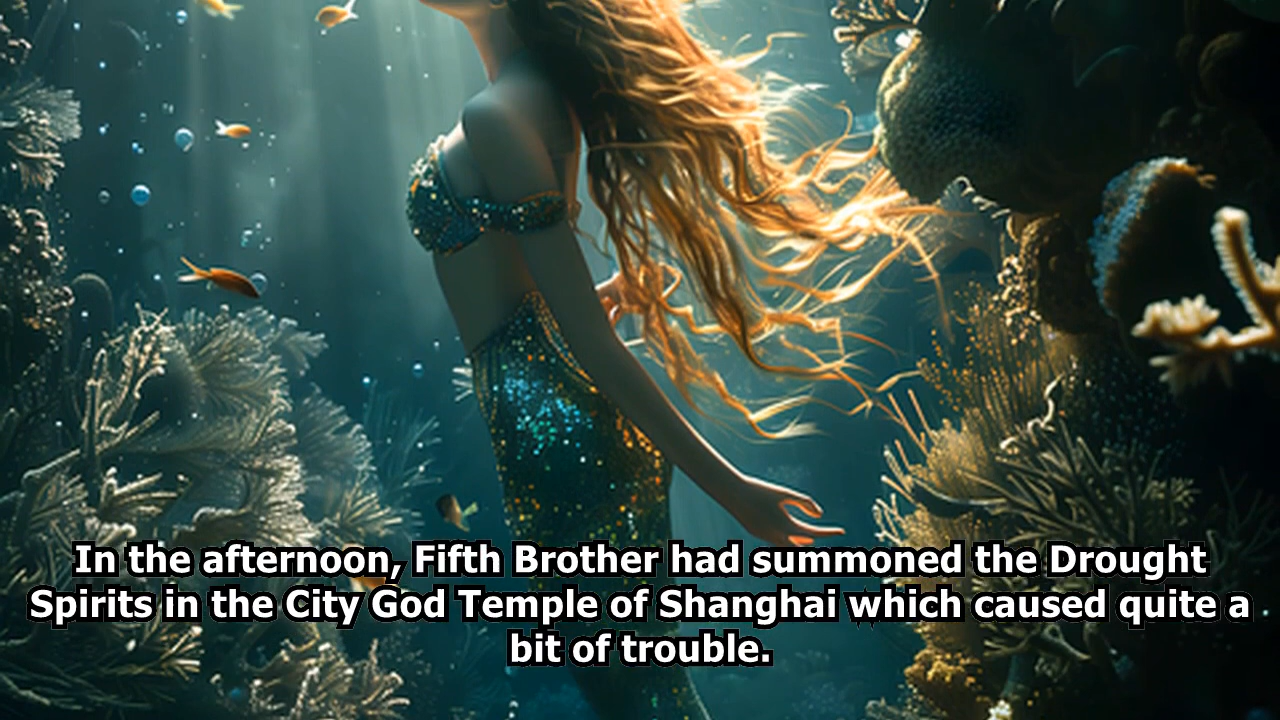 In the afternoon, Fifth Brother had summoned the Drought
Spirits in the City God Temple of Shanghai which caused quite a
bit of trouble.